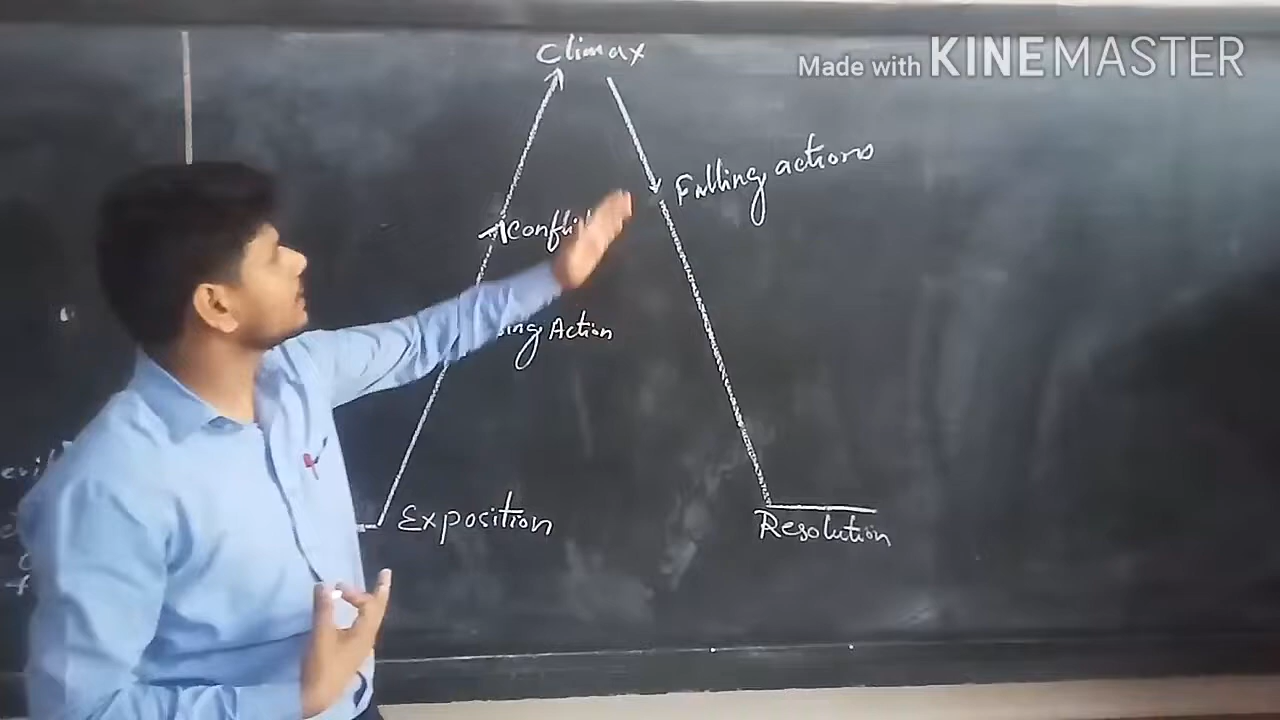 Climax
Made with KINEMASTER
Falling actions
Action
Exposition
Resolution